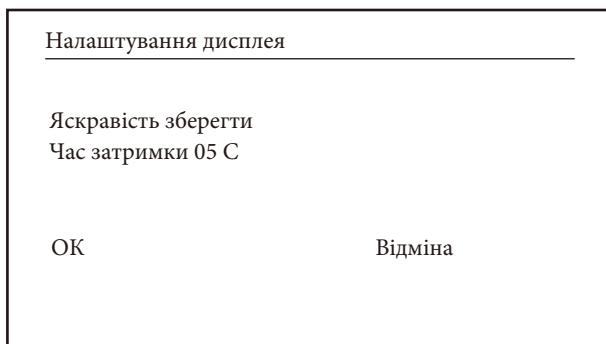 Налаштування дисплея
Яскравість зберегти
Час затримки 05 С
ОК Відміна